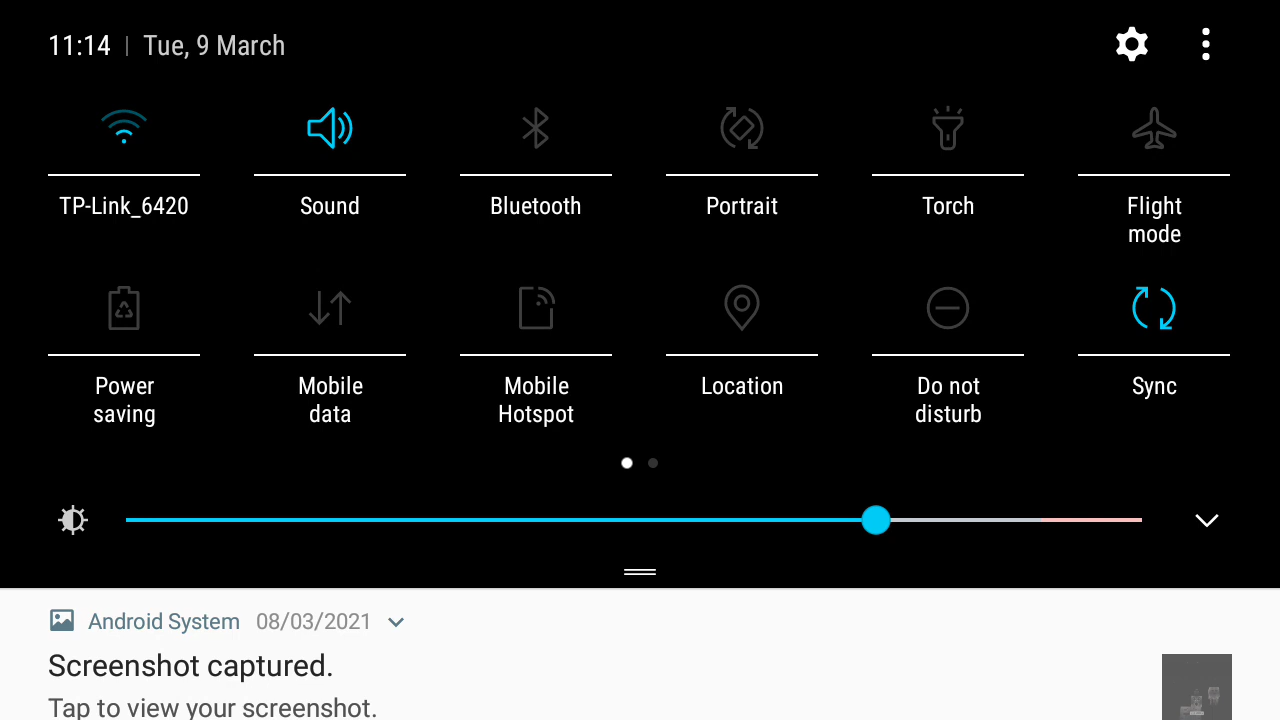 11:14 | Tue, 9 March
TP-Link_6420
Sound
Bluetooth
Portrait
Torch
Flight
mode
Power
saving
Mobile
data
Mobile
Hotspot
Location
Do not
disturb
Sync
Android System 08/03/2021
Screenshot captured.
Tap to view your screenshot.